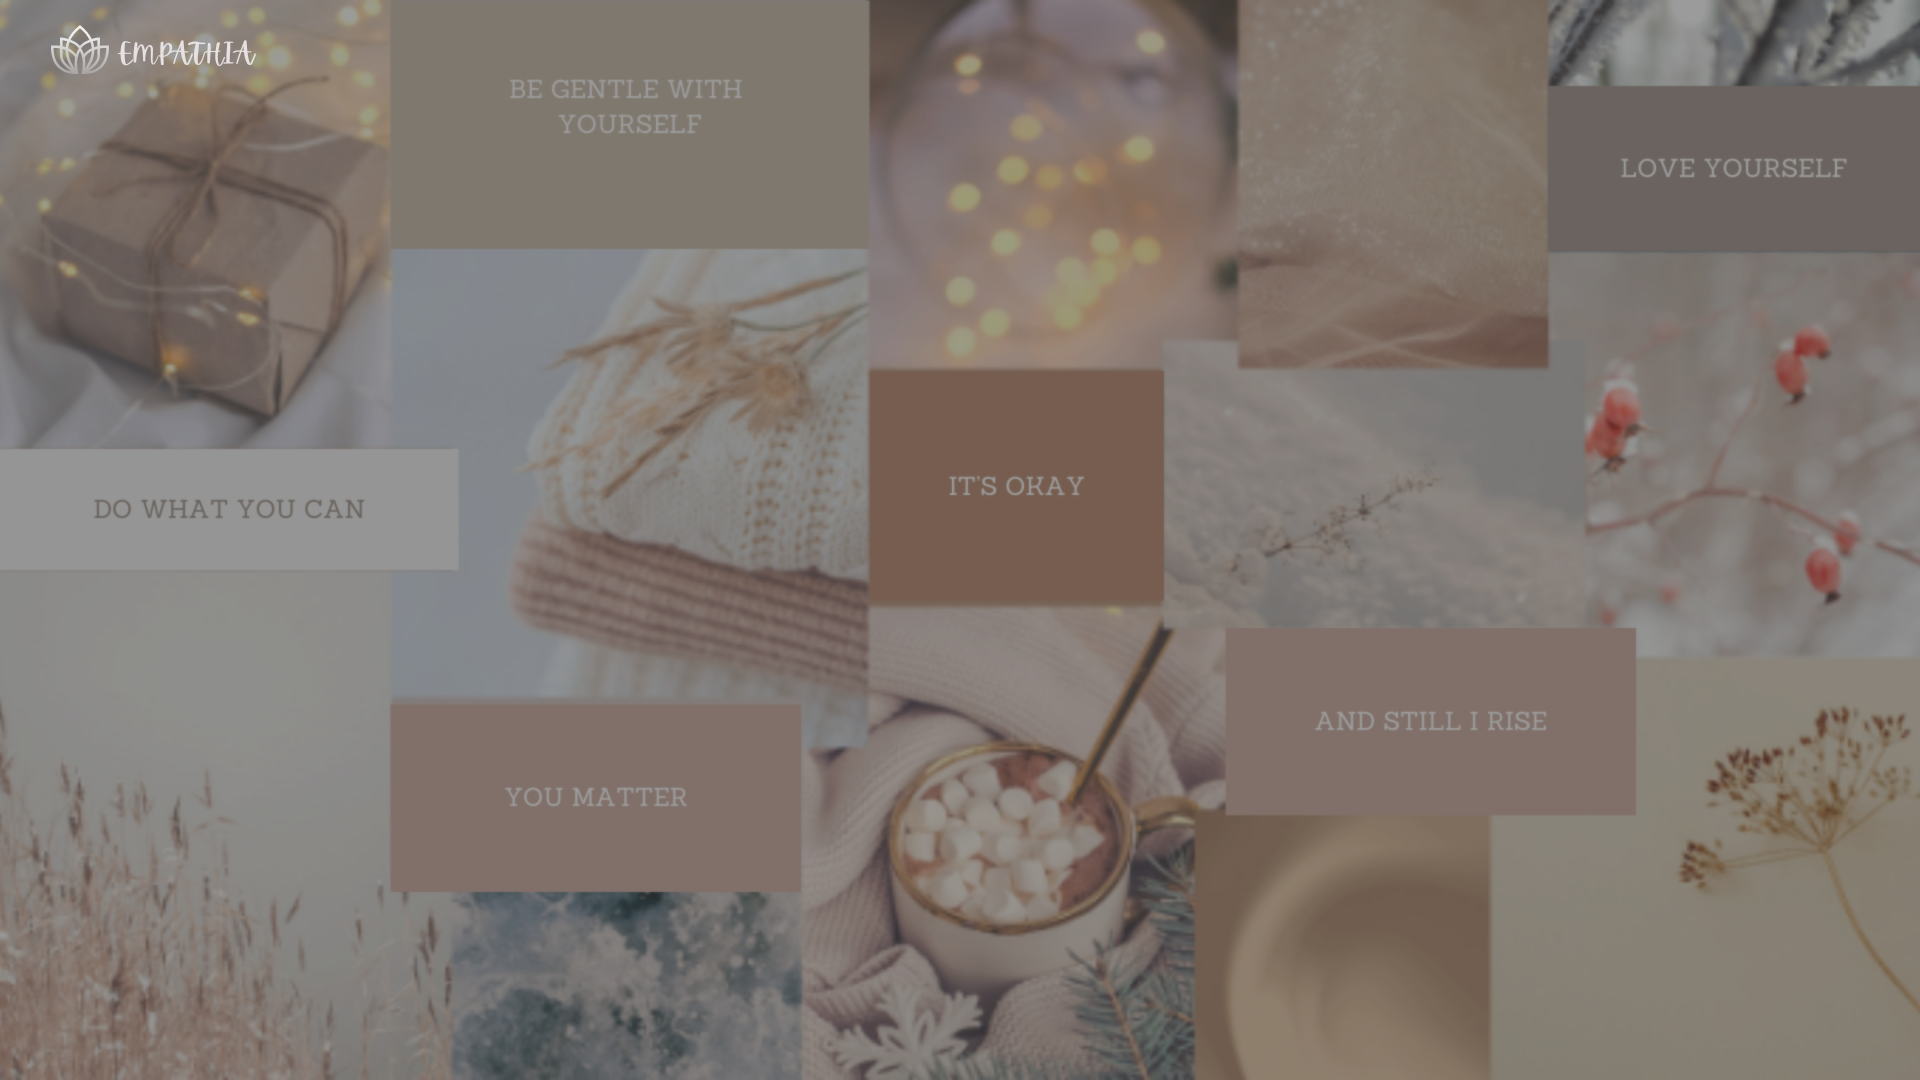 EMPATHIA
BE GENTLE WITH
YOURSELF
LOVE YOURSELF
DO WHAT YOU CAN
IT'S OKAY
AND STILL I RISE
YOU MATTER